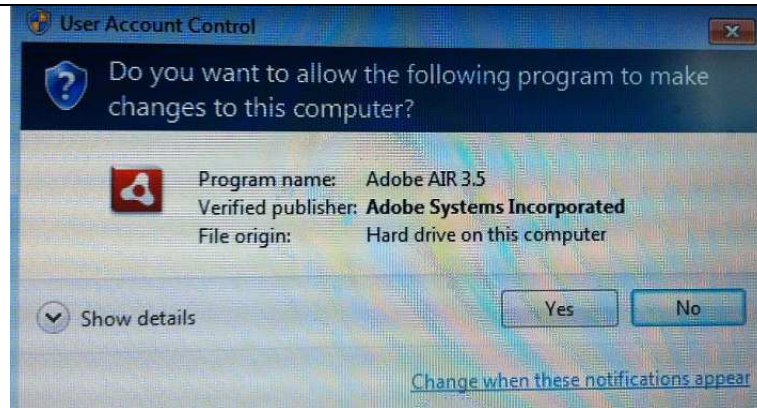 User Account Control
Do you want to allow the following program to make
changes to this computer?
Program name: Adobe AIR 3.5
Verified publisher: Adobe Systems Incorporated
File origin: Hard drive on this computer
Show details
Yes No
Change when these notifications appear